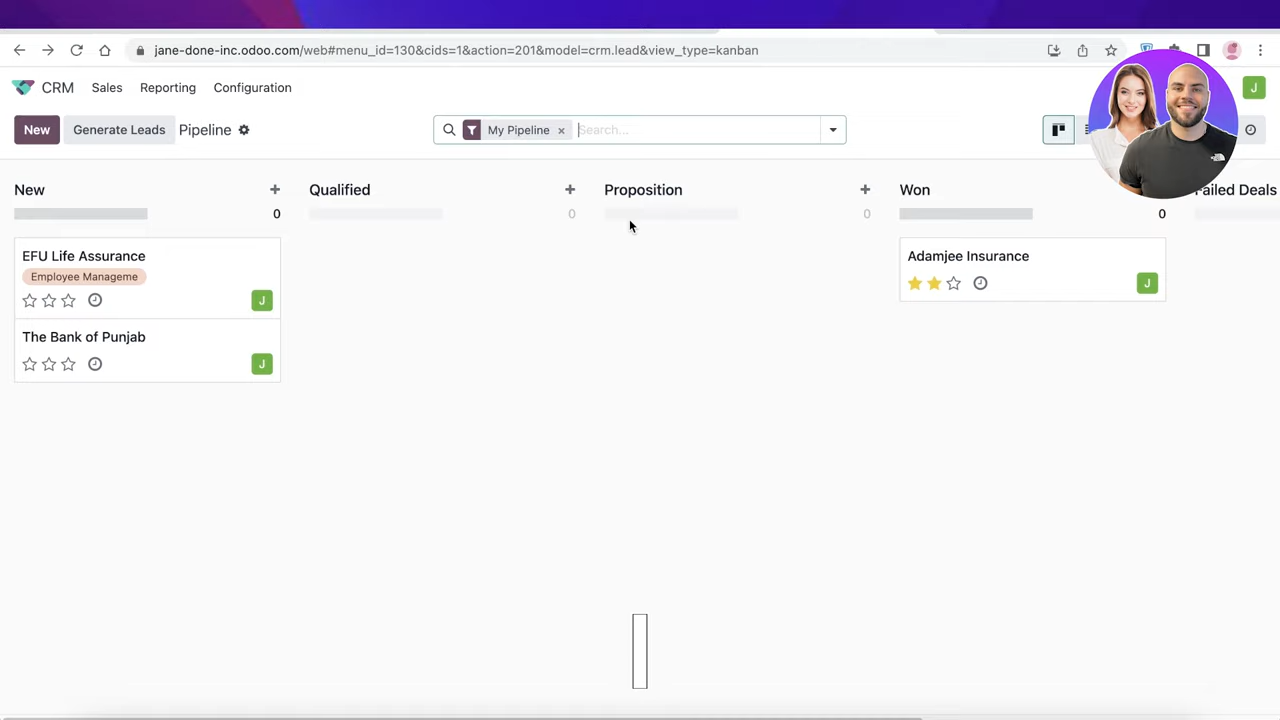 jane-done-inc.odoo.com/web#menu_id=130&cids=1&action=201&model=crm.lead&view_type=kanban
CRM Sales Reporting Configuration J
New Generate Leads Pipeline My Pipeline × Search...
New + Qualified + Proposition + Won Failed Deals
0 0 0 0
EFU Life Assurance
Employee Manageme
J
The Bank of Punjab
J
Adamjee Insurance
J